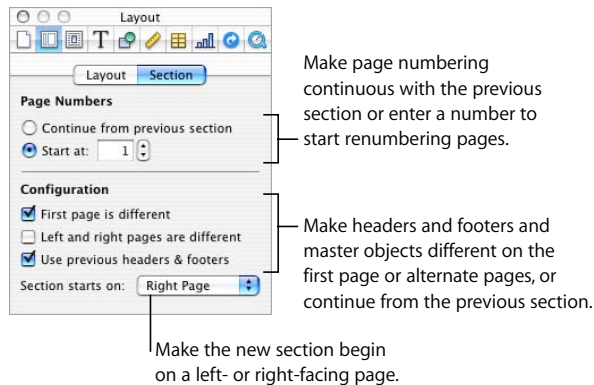 Layout
T
Layout Section
Page Numbers
Continue from previous section
Start at: 1
Configuration
First page is different
Left and right pages are different
Use previous headers & footers
Section starts on: Right Page
Make page numbering
continuous with the previous
section or enter a number to
start renumbering pages.
Make headers and footers and
master objects different on the
first page or alternate pages, or
continue from the previous section.
Make the new section begin
on a left- or right-facing page.